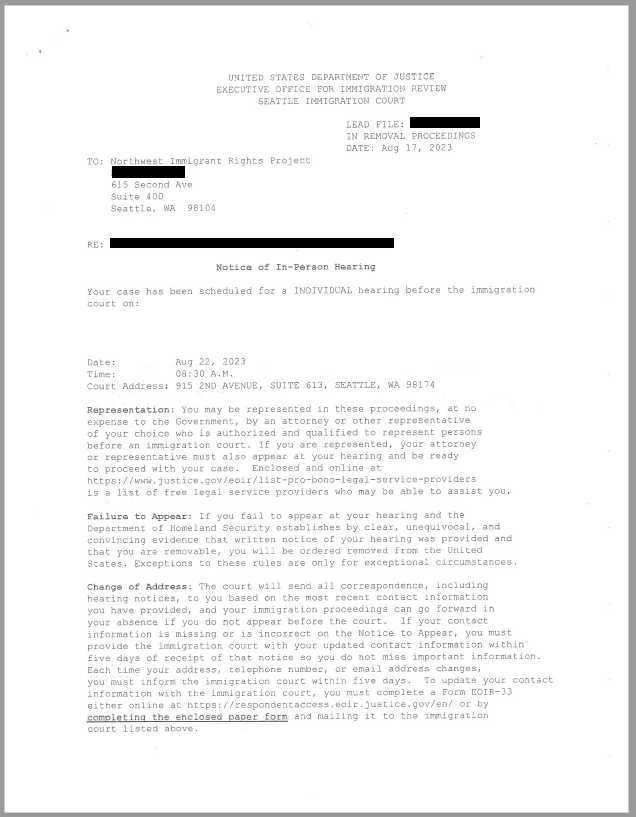 UNITED STATES DEPARTMENT OF JUSTICE
EXECUTIVE OFFICE FOR IMMIGRATION REVIEW
SEATTLE IMMIGRATION COURT
LEAD FILE:
IN REMOVAL PROCEEDINGS
DATE: Aug 17, 2023
TO: Northwest Immigrant Rights Project
615 Second Ave
Suite 400
Seattle, WA 98104
RE:
Notice of In-Person Hearing
Your case has been scheduled for a INDIVIDUAL hearing before the immigration
court on:
Date: Aug 22, 2023
Time: 08:30 A.M.
Court Address: 915 2ND AVENUE, SUITE 613, SEATTLE, WA 98174
Representation: You may be represented in these proceedings, at no
expense to the Government, by an attorney or other representative
of your choice who is authorized and qualified to represent persons
before an immigration court. If you are represented, your attorney
or representative must also appear at your hearing and be ready
to proceed with your case. Enclosed and online at
https://www.justice.gov/eoir/list-pro-bono-legal-service-providers
is a list of free legal service providers who may be able to assist you.
Failure to Appear: If you fail to appear at your hearing and the
Department of Homeland Security establishes by clear, unequivocal, and
convincing evidence that written notice of your hearing was provided and
that you are removable, you will be ordered removed from the United
States. Exceptions to these rules are only for exceptional circumstances.
Change of Address: The court will send all correspondence, including
hearing notices, to you based on the most recent contact information
you have provided, and your immigration proceedings can go forward in
your absence if you do not appear before the court. If your contact
information is missing or is incorrect on the Notice to Appear, you must
provide the immigration court with your updated contact information within
five days of receipt of that notice so you do not miss important information.
Each time your address, telephone number, or email address changes,
you must inform the immigration court within five days. To update your contact
information with the immigration court, you must complete a Form EOIR-33
either online at https://respondentaccess.eoir.justice.gov/en/ or by
completing the enclosed paper form and mailing it to the immigration
court listed above.